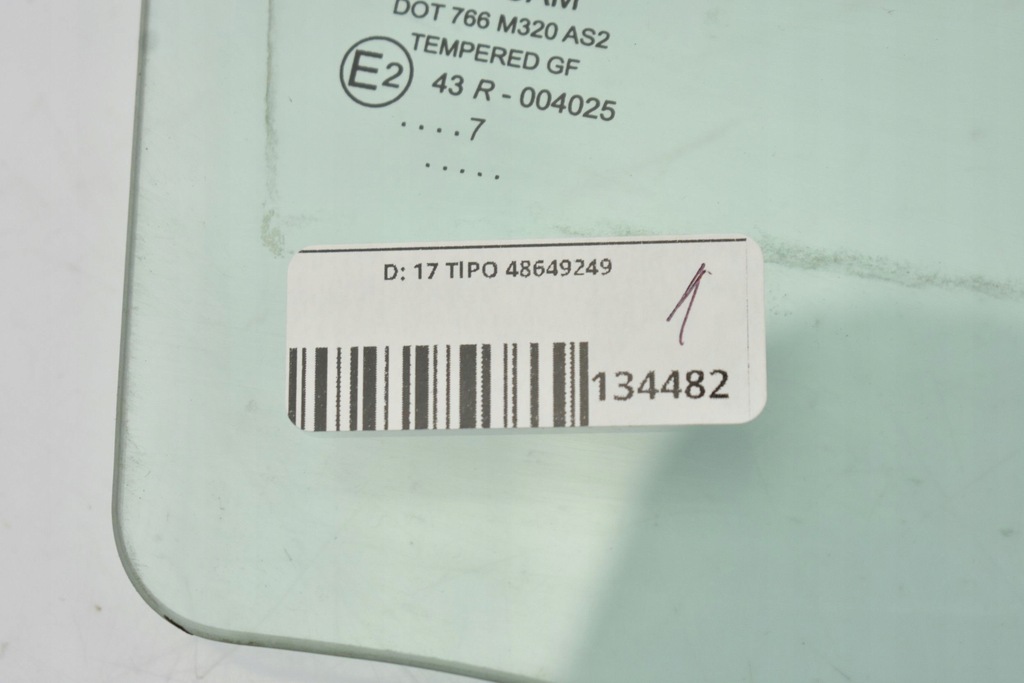 DOT 766 M320 AS2
TEMPERED GF
E2
43 R - 004025
....7
.....
D: 17 TIPO 48649249
1
134482